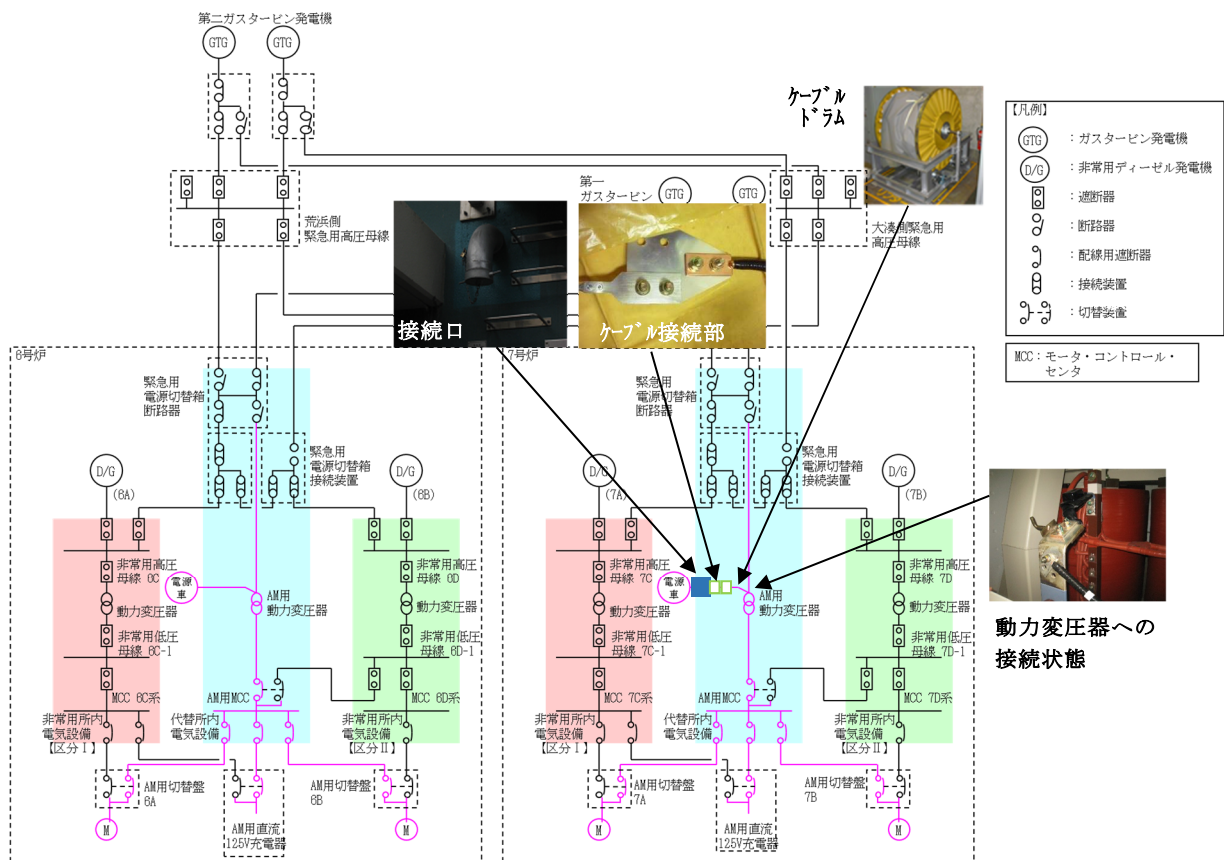 第二ガスタービン発電機
GTG
GTG
ケーブル
ドラム
【凡例】
GTG
：ガスタービン発電機
D/G
：非常用ディーゼル発電機
：遮断器
：断路器
：配線用遮断器
：接続装置
：切替装置
MCC：モータ・コントロール・
センタ
第一
ガスタービン
GTG
GTG
荒浜側
緊急用高圧母線
大湊側緊急用
高圧母線
接続口
ケーブル接続部
6号炉
緊急用
電源切替箱
断路器
緊急用
電源切替箱
接続装置
D/G
(6A)
D/G
(6B)
非常用高圧
母線 6C
非常用高圧
母線 6D
電源
車
動力変圧器
AM用
動力変圧器
動力変圧器
非常用低圧
母線 6C-1
非常用低圧
母線 6D-1
MCC 6C系
AM用MCC
MCC 6D系
非常用所内
電気設備
【区分Ⅰ】
代替所内
電気設備
非常用所内
電気設備
【区分Ⅱ】
AM用切替盤
6A
AM用切替盤
6B
M
AM用直流
125V充電器
M
7号炉
緊急用
電源切替箱
断路器
緊急用
電源切替箱
接続装置
D/G
(7A)
D/G
(7B)
非常用高圧
母線 7C
非常用高圧
母線 7D
電源
車
動力変圧器
AM用
動力変圧器
動力変圧器
非常用低圧
母線 7C-1
非常用低圧
母線 7D-1
MCC 7C系
AM用MCC
MCC 7D系
非常用所内
電気設備
【区分Ⅰ】
代替所内
電気設備
非常用所内
電気設備
【区分Ⅱ】
AM用切替盤
7A
AM用切替盤
7B
M
AM用直流
125V充電器
M
動力変圧器への
接続状態